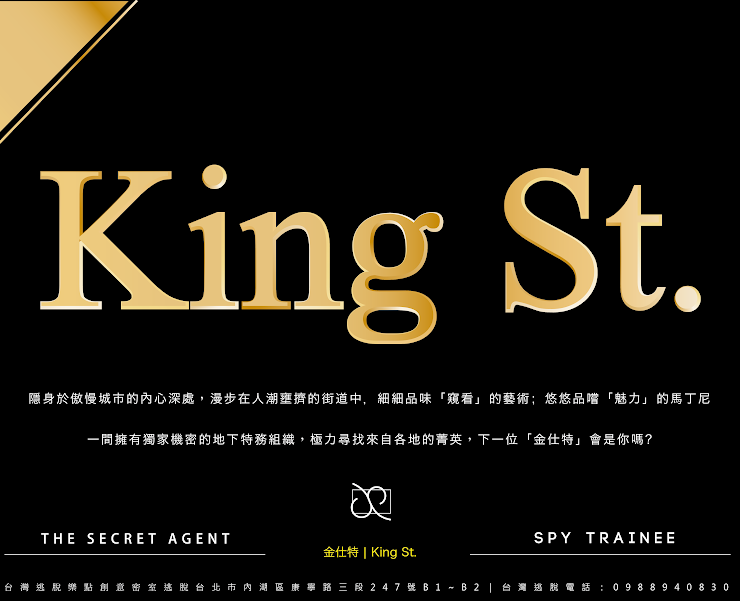 King St.
隱身於傲慢城市的內心深處，漫步在人潮壅擠的街道中，細細品味「窺看」的藝術；悠悠品嚐「魅力」的馬丁尼
一間擁有獨家機密的地下特務組織，極力尋找來自各地的菁英，下一位「金仕特」會是你嗎?
THE SECRET AGENT
金仕特 | King St.
SPY TRAINEE
台灣逃脫樂點創意密室逃脫台北市內湖區康寧路三段247號B1~B2 | 台灣逃脫電話：0988940830